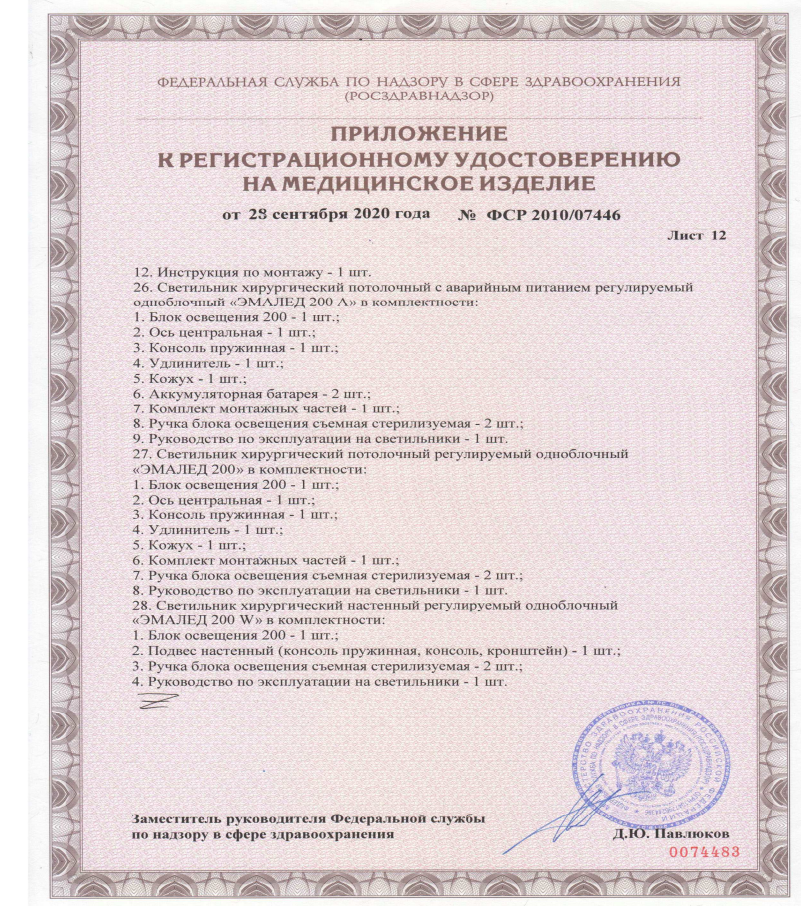 ФЕДЕРАЛЬНАЯ СЛУЖБА ПО НАДЗОРУ В СФЕРЕ ЗДРАВООХРАНЕНИЯ
(РОСЗДРАВНАДЗОР)
ПРИЛОЖЕНИЕ
К РЕГИСТРАЦИОННОМУ УДОСТОВЕРЕНИЮ
НА МЕДИЦИНСКОЕ ИЗДЕЛИЕ
от 28 сентября 2020 года № ФСР 2010/07446
Лист 12
12. Инструкция по монтажу - 1 шт.
26. Светильник хирургический потолочный с аварийным питанием регулируемый
одноблочный «ЭМАЛЕД 200 А» в комплектности:
1. Блок освещения 200 - 1 шт.;
2. Ось центральная - 1 шт.;
3. Консоль пружинная - 1 шт.;
4. Удлинитель - 1 шт.;
5. Кожух - 1 шт.;
6. Аккумуляторная батарея - 2 шт.;
7. Комплект монтажных частей - 1 шт.;
8. Ручка блока освещения съемная стерилизуемая - 2 шт.;
9. Руководство по эксплуатации на светильники - 1 шт.
27. Светильник хирургический потолочный регулируемый одноблочный
«ЭМАЛЕД 200» в комплектности:
1. Блок освещения 200 - 1 шт.;
2. Ось центральная - 1 шт.;
3. Консоль пружинная - 1 шт.;
4. Удлинитель - 1 шт.;
5. Кожух - 1 шт.;
6. Комплект монтажных частей - 1 шт.;
7. Ручка блока освещения съемная стерилизуемая - 2 шт.;
8. Руководство по эксплуатации на светильники - 1 шт.
28. Светильник хирургический настенный регулируемый одноблочный
«ЭМАЛЕД 200 W» в комплектности:
1. Блок освещения 200 - 1 шт.;
2. Подвес настенный (консоль пружинная, консоль, кронштейн) - 1 шт.;
3. Ручка блока освещения съемная стерилизуемая - 2 шт.;
4. Руководство по эксплуатации на светильники - 1 шт.
Заместитель руководителя Федеральной службы
по надзору в сфере здравоохранения
Д.Ю. Павлюков
0074483